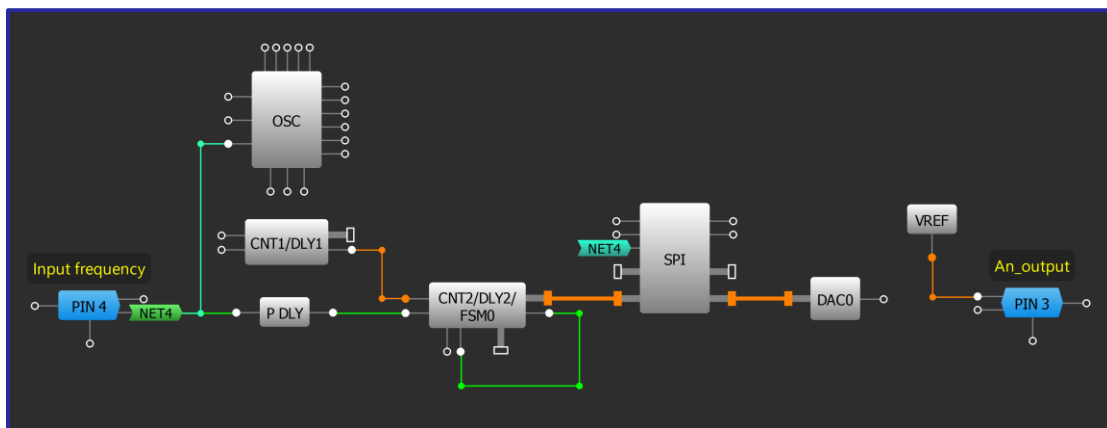 OSC
CNT1/DLY1
NET4
SPI
VREF
Input frequency
An_output
PIN 4
NET4
P DLY
CNT2/DLY2/
FSM0
DAC0
PIN 3